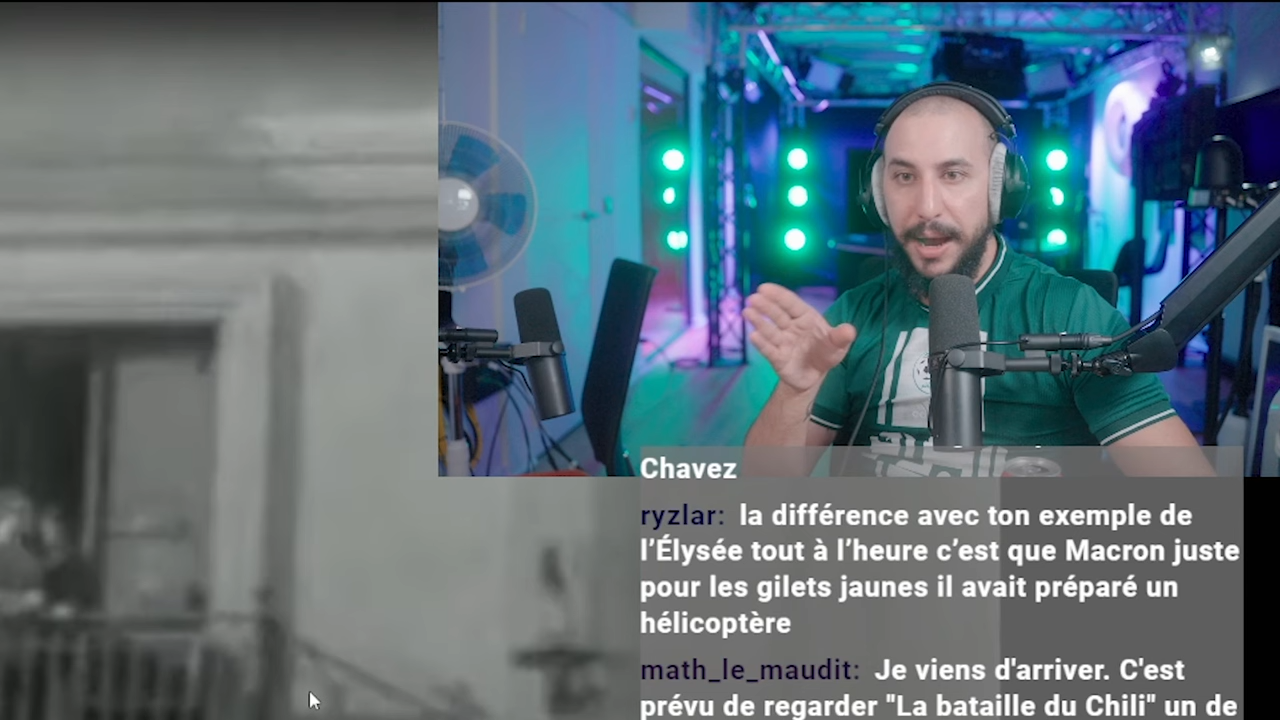 Chavez
ryzlar: la différence avec ton exemple de
l’Élysée tout à l’heure c’est que Macron juste
pour les gilets jaunes il avait préparé un
hélicoptère
math_le_maudit: Je viens d'arriver. C'est
prévu de regarder "La bataille du Chili" un de